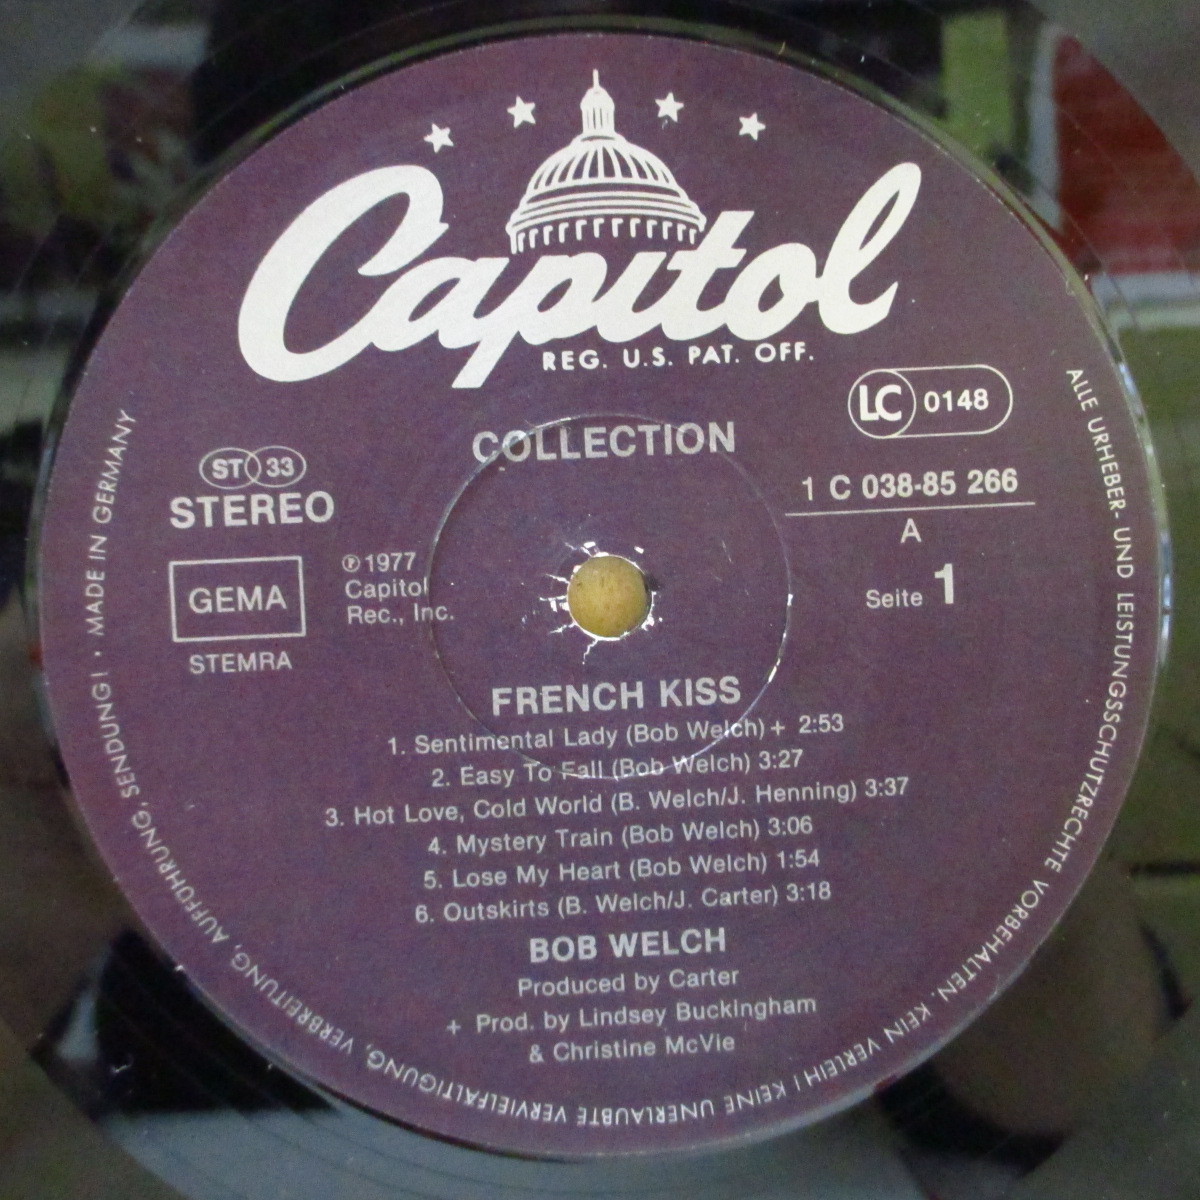 Capitol
REG. U.S. PAT. OFF.
COLLECTION
LC 0148
ST 33
STEREO
1 C 038-85 266
A
Seite 1
GEMA
STEMRA
℗ 1977
Capitol
Rec., Inc.
FRENCH KISS
1. Sentimental Lady (Bob Welch) + 2:53
2. Easy To Fall (Bob Welch) 3:27
3. Hot Love, Cold World (B. Welch/J. Henning) 3:37
4. Mystery Train (Bob Welch) 3:06
5. Lose My Heart (Bob Welch) 1:54
6. Outskirts (B. Welch/J. Carter) 3:18
BOB WELCH
Produced by Carter
+ Prod. by Lindsey Buckingham
& Christine McVie
ALLE URHEBER- UND LEISTUNGSSCHUTZRECHTE VORBEHALTEN. KEIN VERLEIH! KEINE UNERLAUBTE VERVIELFÄLTIGUNG, VERBREITUNG, AUFFÜHRUNG, SENDUNG! · MADE IN GERMANY